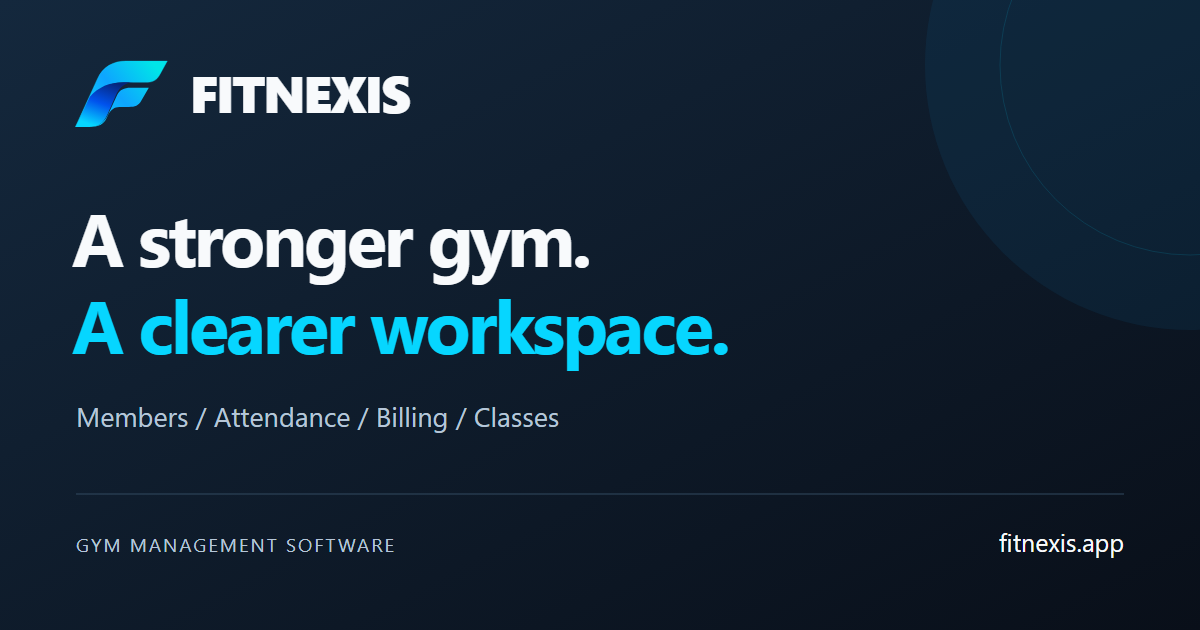 FITNEXIS
A stronger gym.
A clearer workspace.
Members / Attendance / Billing / Classes
GYM MANAGEMENT SOFTWARE
fitnexis.app